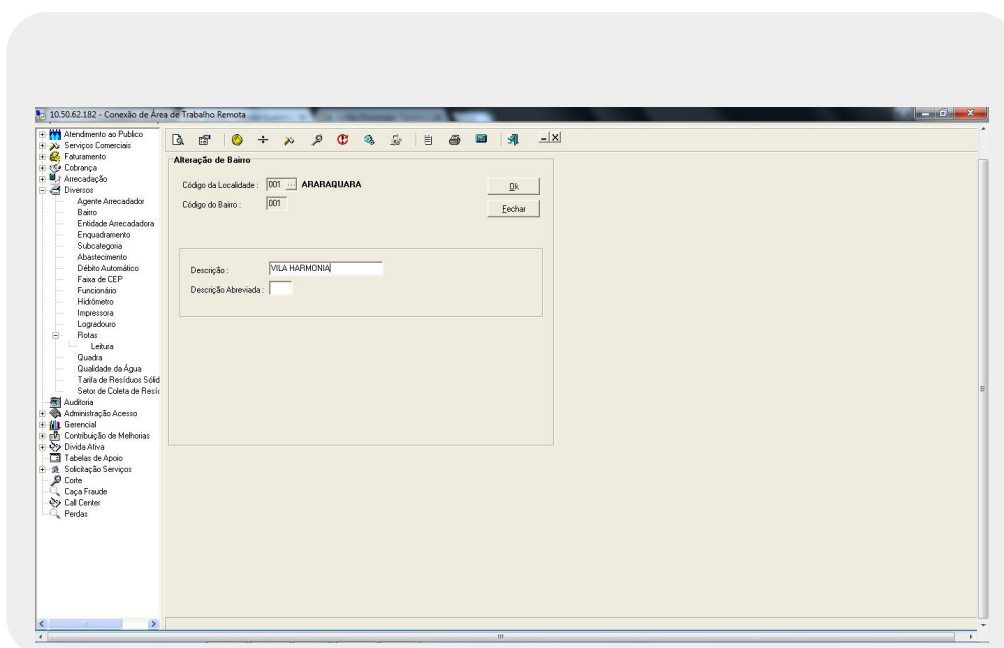 10.50.62.182 - Conexão de Área de Trabalho Remota
Atendimento ao Publico
Serviços Comerciais
Faturamento
Cobrança
Arrecadação
Diversos
Agente Arrecadador
Bairro
Entidade Arrecadadora
Enquadramento
Subcategoria
Abastecimento
Débito Automático
Faixa de CEP
Funcionário
Hidrômetro
Impressora
Logradouro
Rotas
Leitura
Quadra
Qualidade da Água
Tarifa de Resíduos Sólid
Setor de Coleta de Resíc
Auditoria
Administração Acesso
Gerencial
Contribuição de Melhorias
Divida Ativa
Tabelas de Apoio
Solicitação Serviços
Corte
Caça Fraude
Call Center
Perdas
Alteração de Bairro
Código da Localidade : 001 ... ARARAQUARA
Ok
Código do Bairro : 001
Fechar
Descrição : VILA HARMONIA
Descrição Abreviada :